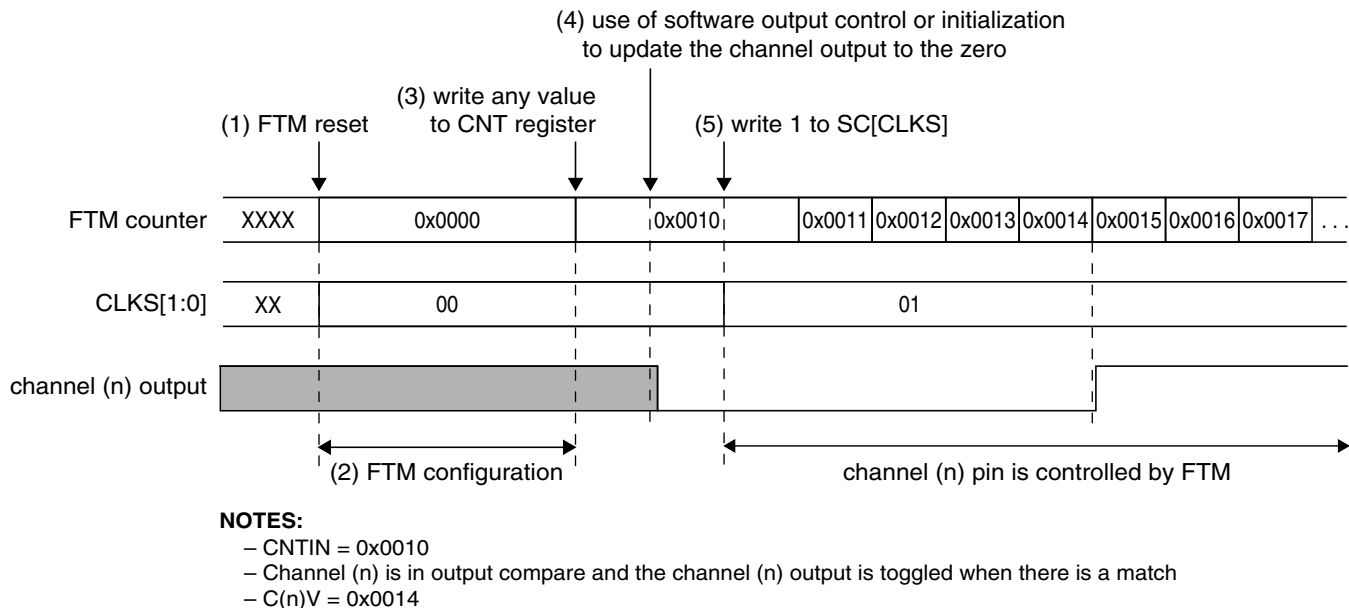 (4) use of software output control or initialization
to update the channel output to the zero
(3) write any value
to CNT register
(1) FTM reset
(5) write 1 to SC[CLKS]
FTM counter XXXX 0x0000 0x0010 0x0011 0x0012 0x0013 0x0014 0x0015 0x0016 0x0017 . . .
CLKS[1:0] XX 00 01
channel (n) output
(2) FTM configuration
channel (n) pin is controlled by FTM
NOTES:
– CNTIN = 0x0010
– Channel (n) is in output compare and the channel (n) output is toggled when there is a match
– C(n)V = 0x0014